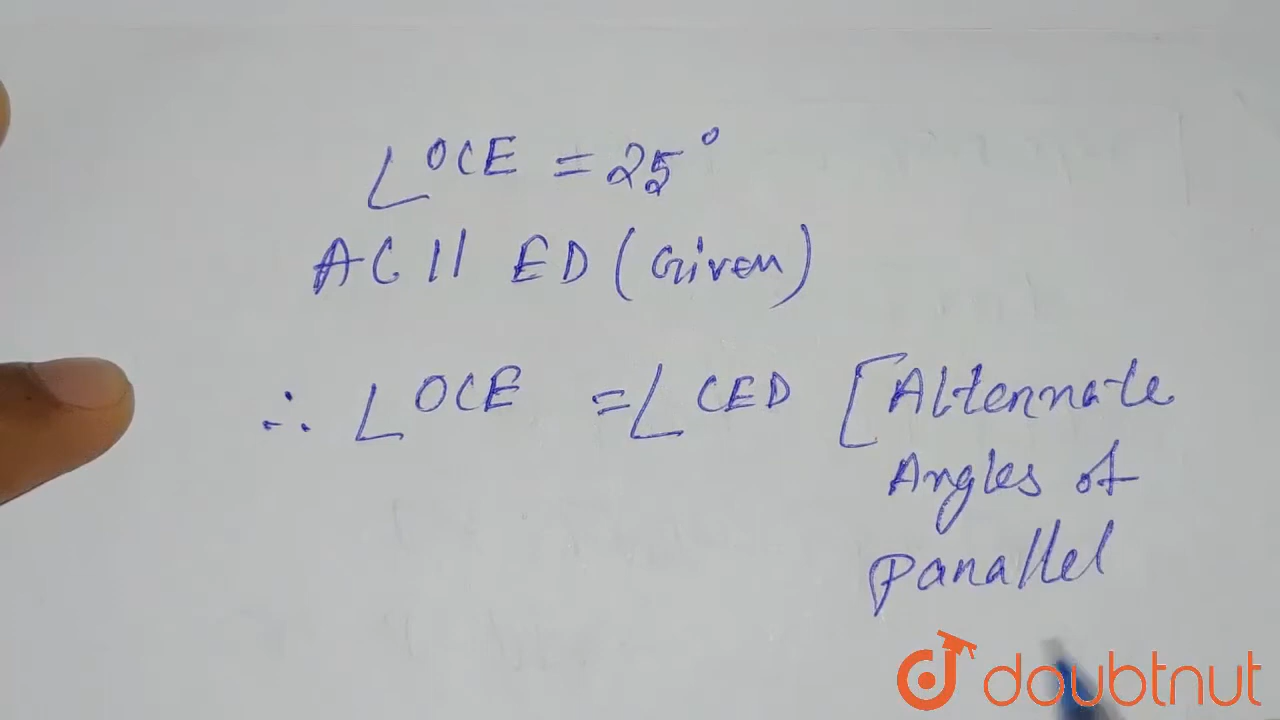 ∠OCE = 25°
AC || ED (Given)
∴ ∠OCE = ∠CED [Alternate
Angles of
parallel
doubtnut